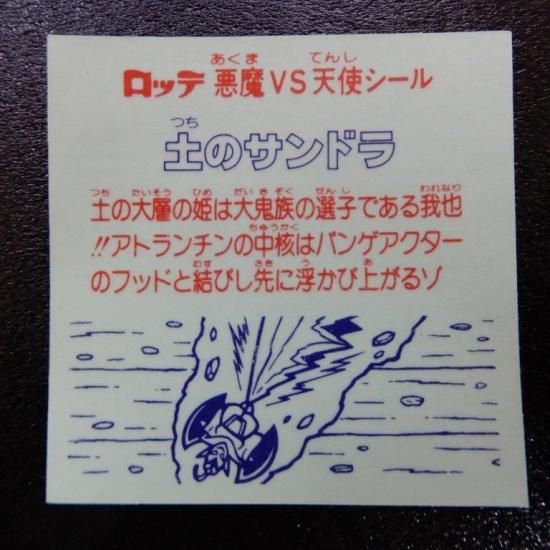 あくま てんし
ロッテ 悪魔VS天使シール
つち
土のサンドラ
つち たいそう ひめ だいきぞく せんし われなり
土の大層の姫は大鬼族の選子である我也
ちゅうかく
!!アトランチンの中核はパンゲアクター
むす さき う あ
のフッドと結びし先に浮かび上がるゾ